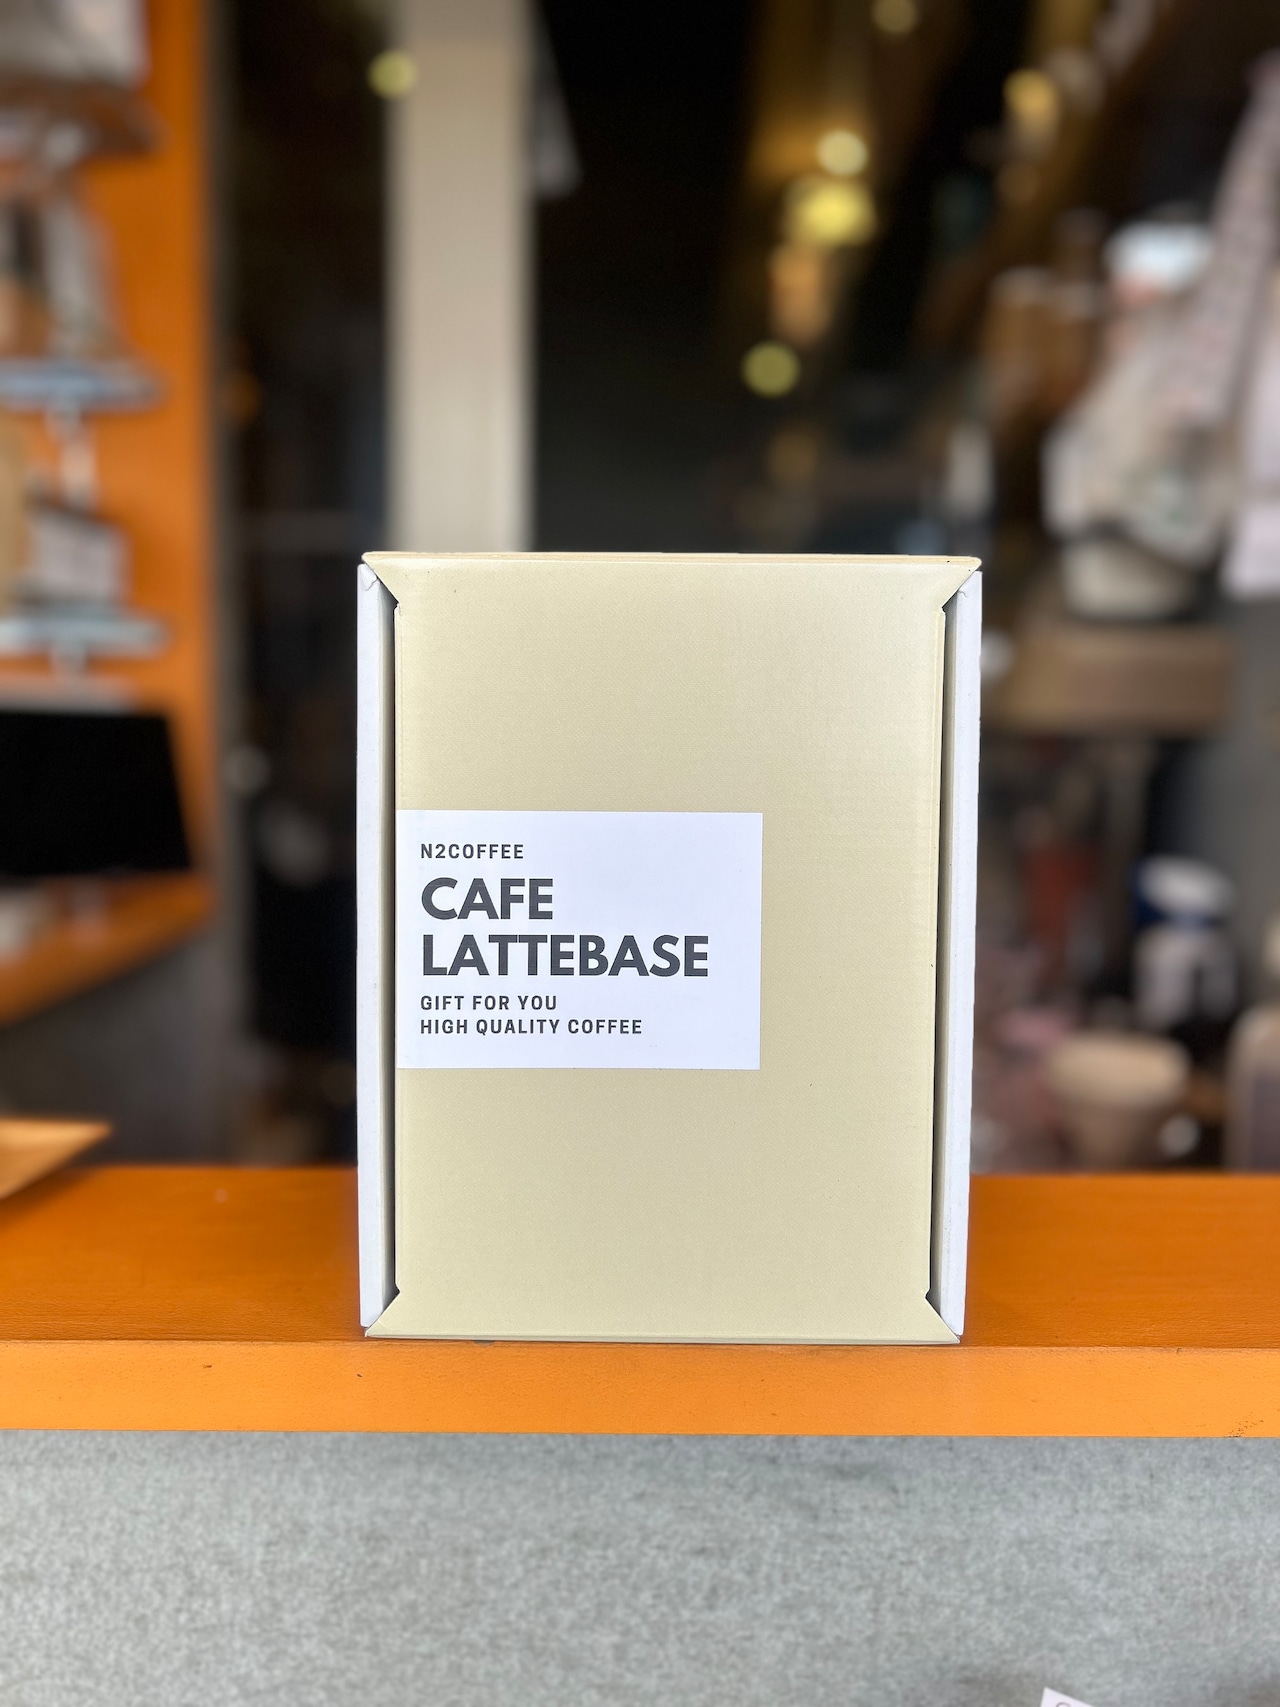 N2COFFEE
CAFE
LATTEBASE
GIFT FOR YOU
HIGH QUALITY COFFEE